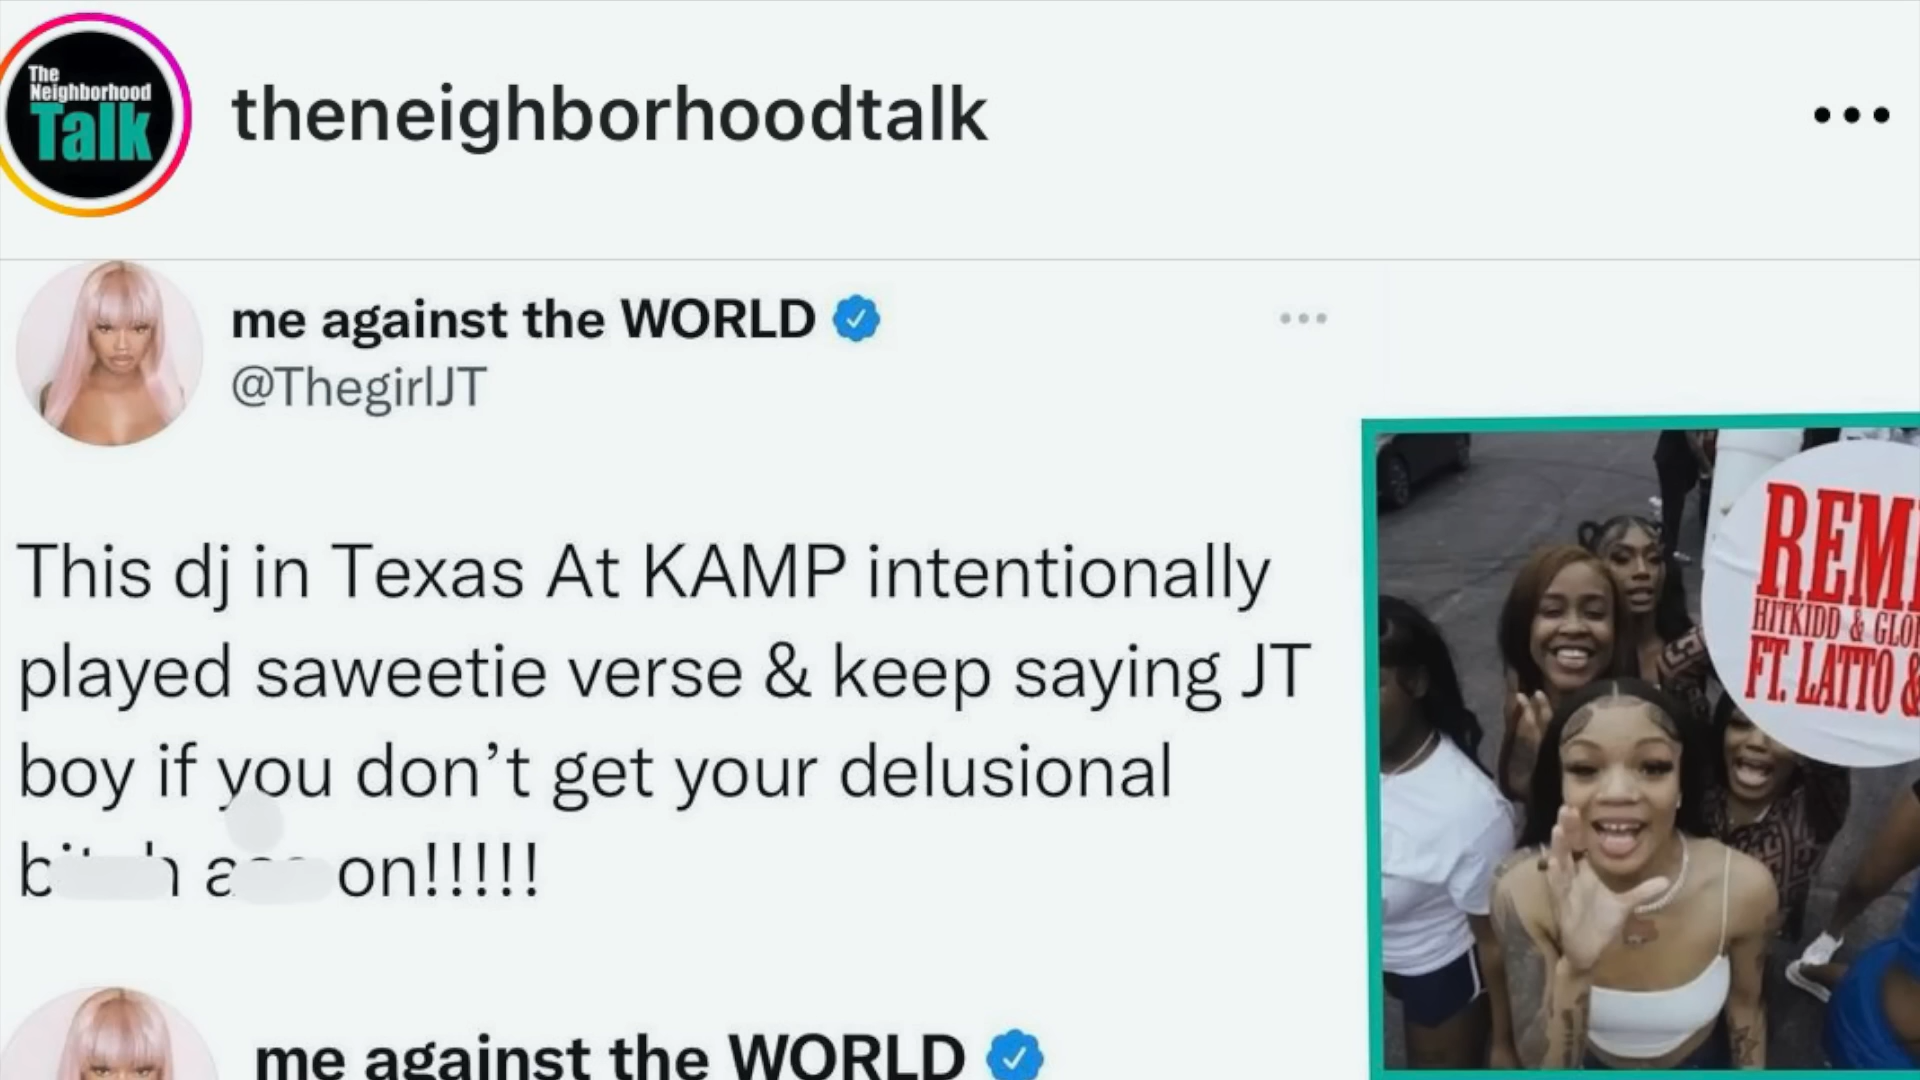 The
Neighborhood
Talk
theneighborhoodtalk
me against the WORLD
@ThegirlJT
This dj in Texas At KAMP intentionally
played saweetie verse & keep saying JT
boy if you don’t get your delusional
on!!!!!
me against the WORLD
REM
HITKIDD & GLO
FT. LATTO &